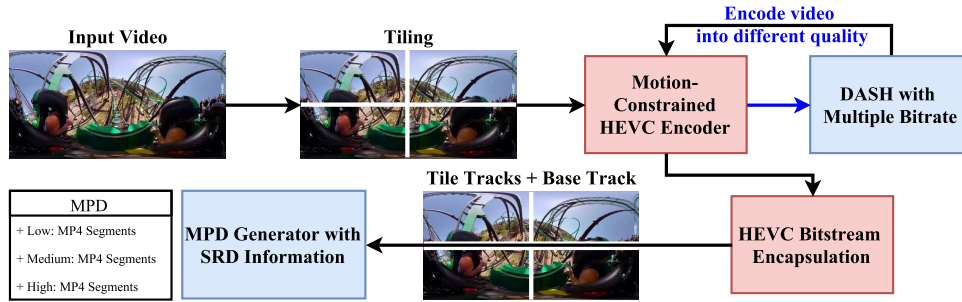 Input Video
Tiling
Encode video
into different quality
Motion-
Constrained
HEVC Encoder
DASH with
Multiple Bitrate
Tile Tracks + Base Track
MPD
+ Low: MP4 Segments
+ Medium: MP4 Segments
+ High: MP4 Segments
MPD Generator with
SRD Information
HEVC Bitstream
Encapsulation